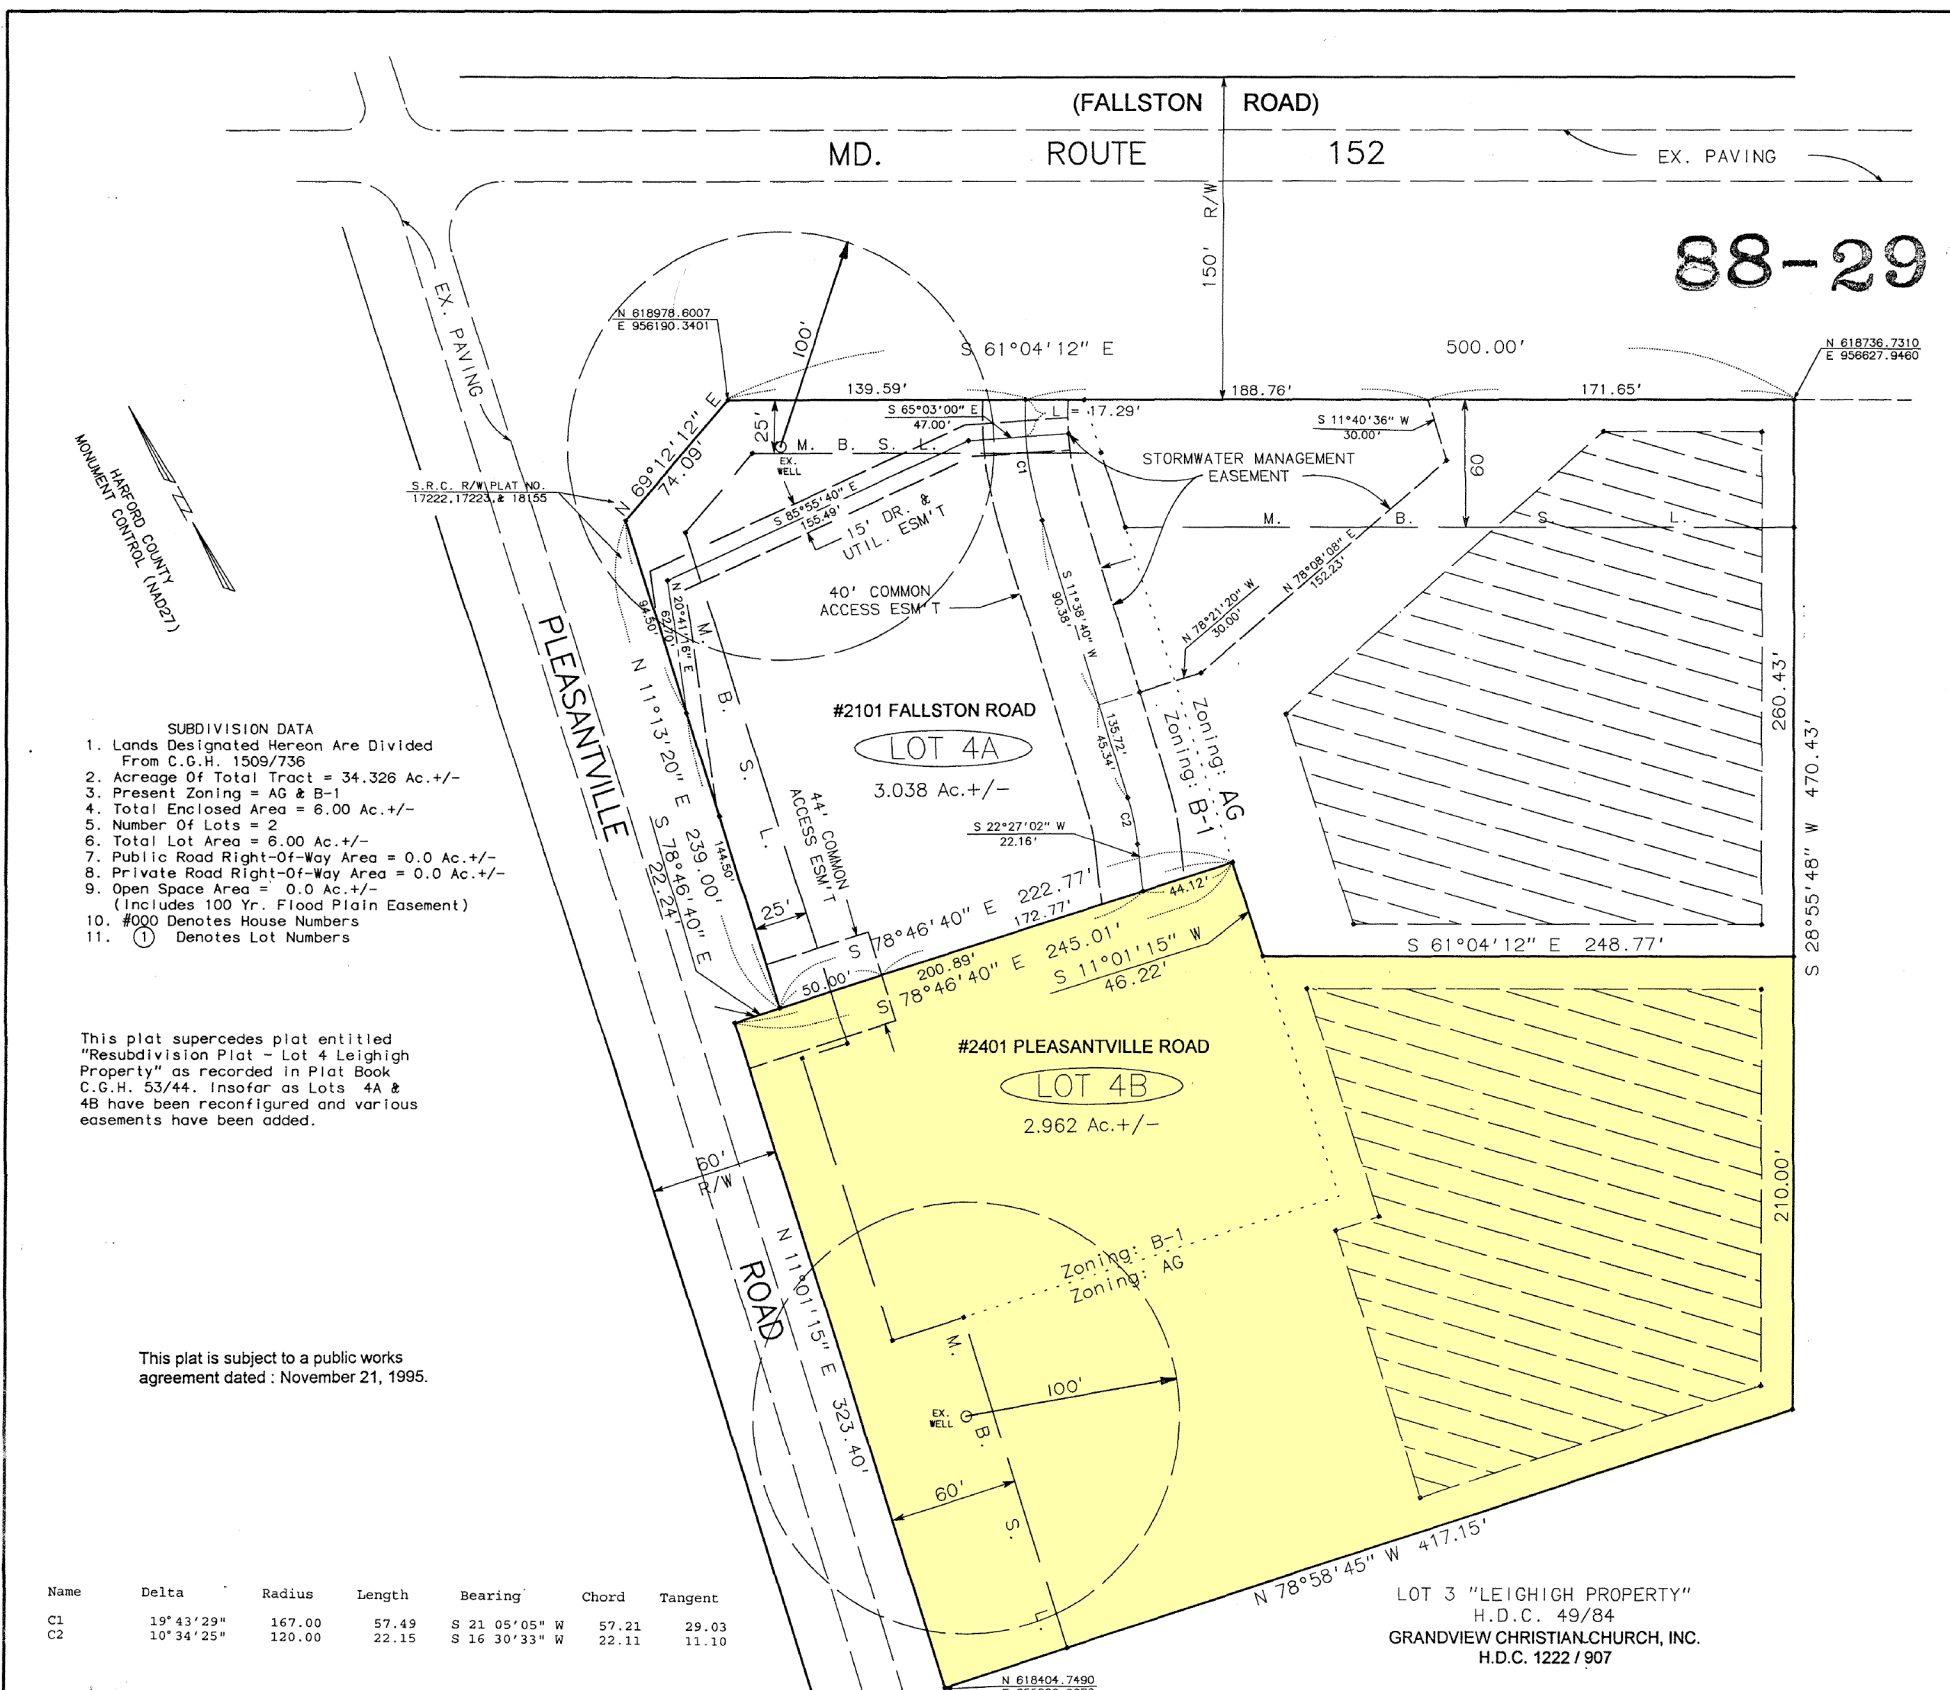 (FALLSTON ROAD)
MD. ROUTE 152
EX. PAVING
150' R/W
88-29
EX. PAVING
N 618978.6007
E 956190.3401
100'
S 61°04'12" E 500.00'
N 618736.7310
E 956627.9460
139.59'
188.76'
171.65'
S 65°03'00" E
47.00'
L = 17.29'
S 11°40'36" W
30.00'
25'
M. B. S. L.
EX.
WELL
N 69°12'12" E
74.09'
S.R.C. R/W PLAT NO.
17222,17223,& 18155
S 85°55'40" E
155.49'
15' DR. &
UTIL. ESM'T
C1
STORMWATER MANAGEMENT
EASEMENT
60
M. B. S. L.
HARFORD COUNTY
MONUMENT CONTROL (NAD27)
N 78°08'08" E
152.23'
N 78°21'20" W
30.00'
40' COMMON
ACCESS ESM'T
S 11°38'40" W
90.38'
94.50'
N 20°41'16" E
62.70'
M. B. S. L.
PLEASANTVILLE
N 11°13'20" E 239.00'
#2101 FALLSTON ROAD
LOT 4A
3.038 Ac.+/-
135.72'
45.34'
Zoning: AG
Zoning: B-1
260.43'
S 28°55'48" W 470.43'
SUBDIVISION DATA
1. Lands Designated Hereon Are Divided
From C.G.H. 1509/736
2. Acreage Of Total Tract = 34.326 Ac.+/-
3. Present Zoning = AG & B-1
4. Total Enclosed Area = 6.00 Ac.+/-
5. Number Of Lots = 2
6. Total Lot Area = 6.00 Ac.+/-
7. Public Road Right-Of-Way Area = 0.0 Ac.+/-
8. Private Road Right-Of-Way Area = 0.0 Ac.+/-
9. Open Space Area = 0.0 Ac.+/-
(Includes 100 Yr. Flood Plain Easement)
10. #000 Denotes House Numbers
11. 1 Denotes Lot Numbers
44' COMMON
ACCESS ESM'T
S 22°27'02" W
22.16'
C2
144.50'
S 78°46'40" E
22.24'
25'
S 78°46'40" E 222.77'
172.77'
44.12'
50.00'
200.89'
S 78°46'40" E 245.01'
S 11°01'15" W
46.22'
S 61°04'12" E 248.77'
This plat supercedes plat entitled
"Resubdivision Plat - Lot 4 Leighigh
Property" as recorded in Plat Book
C.G.H. 53/44. Insofar as Lots 4A &
4B have been reconfigured and various
easements have been added.
#2401 PLEASANTVILLE ROAD
LOT 4B
2.962 Ac.+/-
60'
R/W
210.00'
ROAD
N 11°01'15" E 323.40'
Zoning: B-1
Zoning: AG
This plat is subject to a public works
agreement dated : November 21, 1995.
M. B. S. L.
100'
EX.
WELL
60'
N 78°58'45" W 417.15'
LOT 3 "LEIGHIGH PROPERTY"
H.D.C. 49/84
GRANDVIEW CHRISTIAN CHURCH, INC.
H.D.C. 1222 / 907
Name Delta Radius Length Bearing Chord Tangent
C1 19°43'29" 167.00 57.49 S 21 05'05" W 57.21 29.03
C2 10°34'25" 120.00 22.15 S 16 30'33" W 22.11 11.10
N 618404.7490